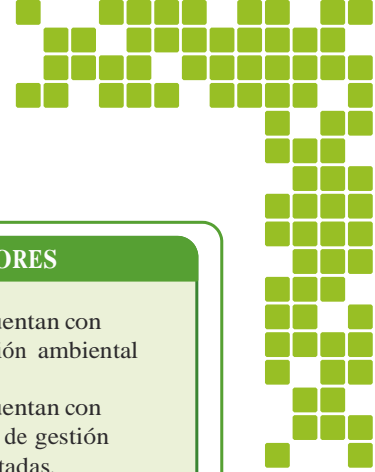 ORES
uentan con
ión ambiental
uentan con
de gestión
tadas.